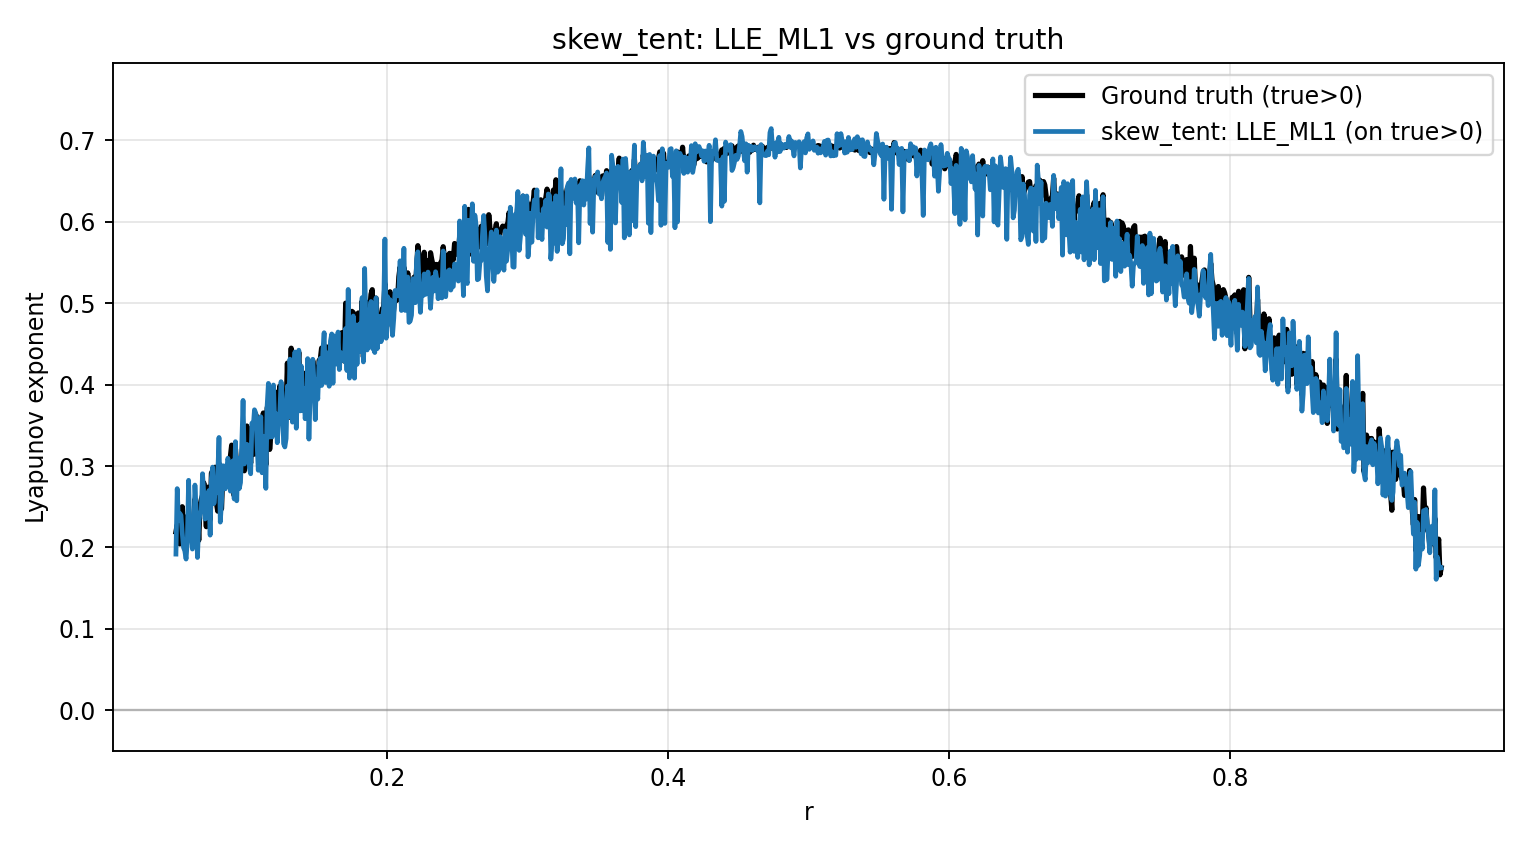 skew_tent: LLE_ML1 vs ground truth
Ground truth (true>0)
skew_tent: LLE_ML1 (on true>0)
Lyapunov exponent
0.7
0.6
0.5
0.4
0.3
0.2
0.1
0.0
0.2 0.4 0.6 0.8
r